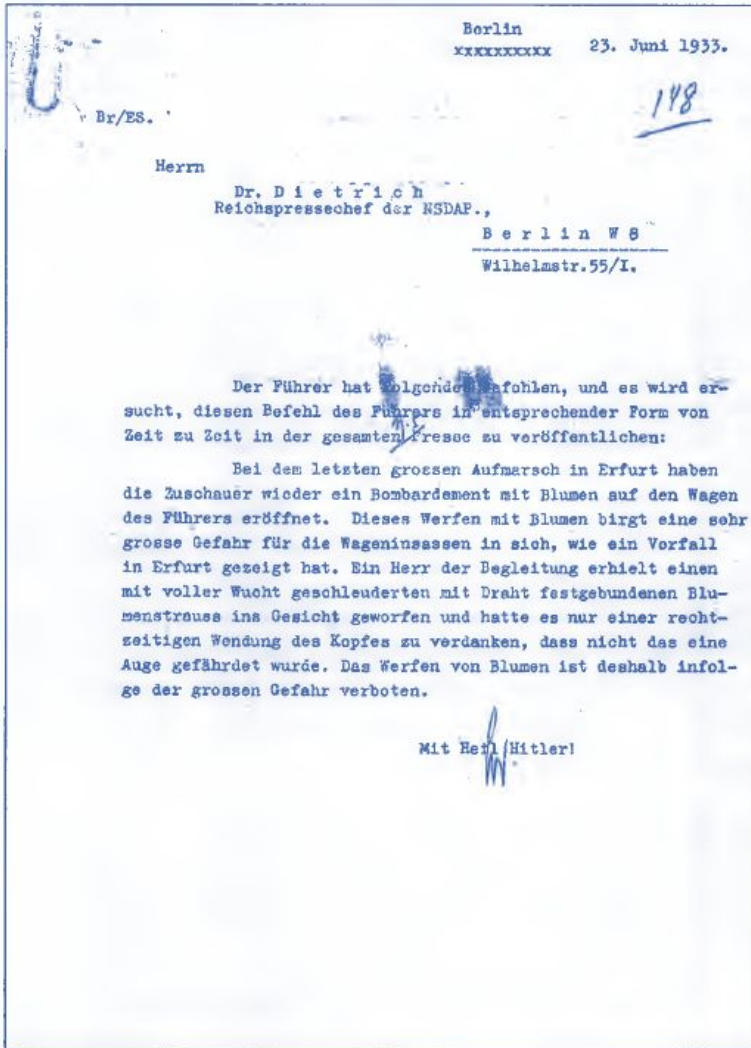 Berlin
xxxxxxxxxx 23. Juni 1933.
148
Br/ES.
Herrn
Dr. D i e t r i c h
Reichspressechef der NSDAP.,
B e r l i n W 8
Wilhelmstr.55/I.
Der Führer hat folgendes befohlen, und es wird er-
sucht, diesen Befehl des Führers in entsprechender Form von
Zeit zu Zeit in der gesamten Presse zu veröffentlichen:
Bei dem letzten grossen Aufmarsch in Erfurt haben
die Zuschauer wieder ein Bombardement mit Blumen auf den Wagen
des Führers eröffnet. Dieses Werfen mit Blumen birgt eine sehr
grosse Gefahr für die Wageninsassen in sich, wie ein Vorfall
in Erfurt gezeigt hat. Ein Herr der Begleitung erhielt einen
mit voller Wucht geschleuderten mit Draht festgebundenen Blu-
menstrauss ins Gesicht geworfen und hatte es nur einer recht-
zeitigen Wendung des Kopfes zu verdanken, dass nicht das eine
Auge gefährdet wurde. Das Werfen von Blumen ist deshalb infol-
ge der grossen Gefahr verboten.
Mit Heil Hitler!